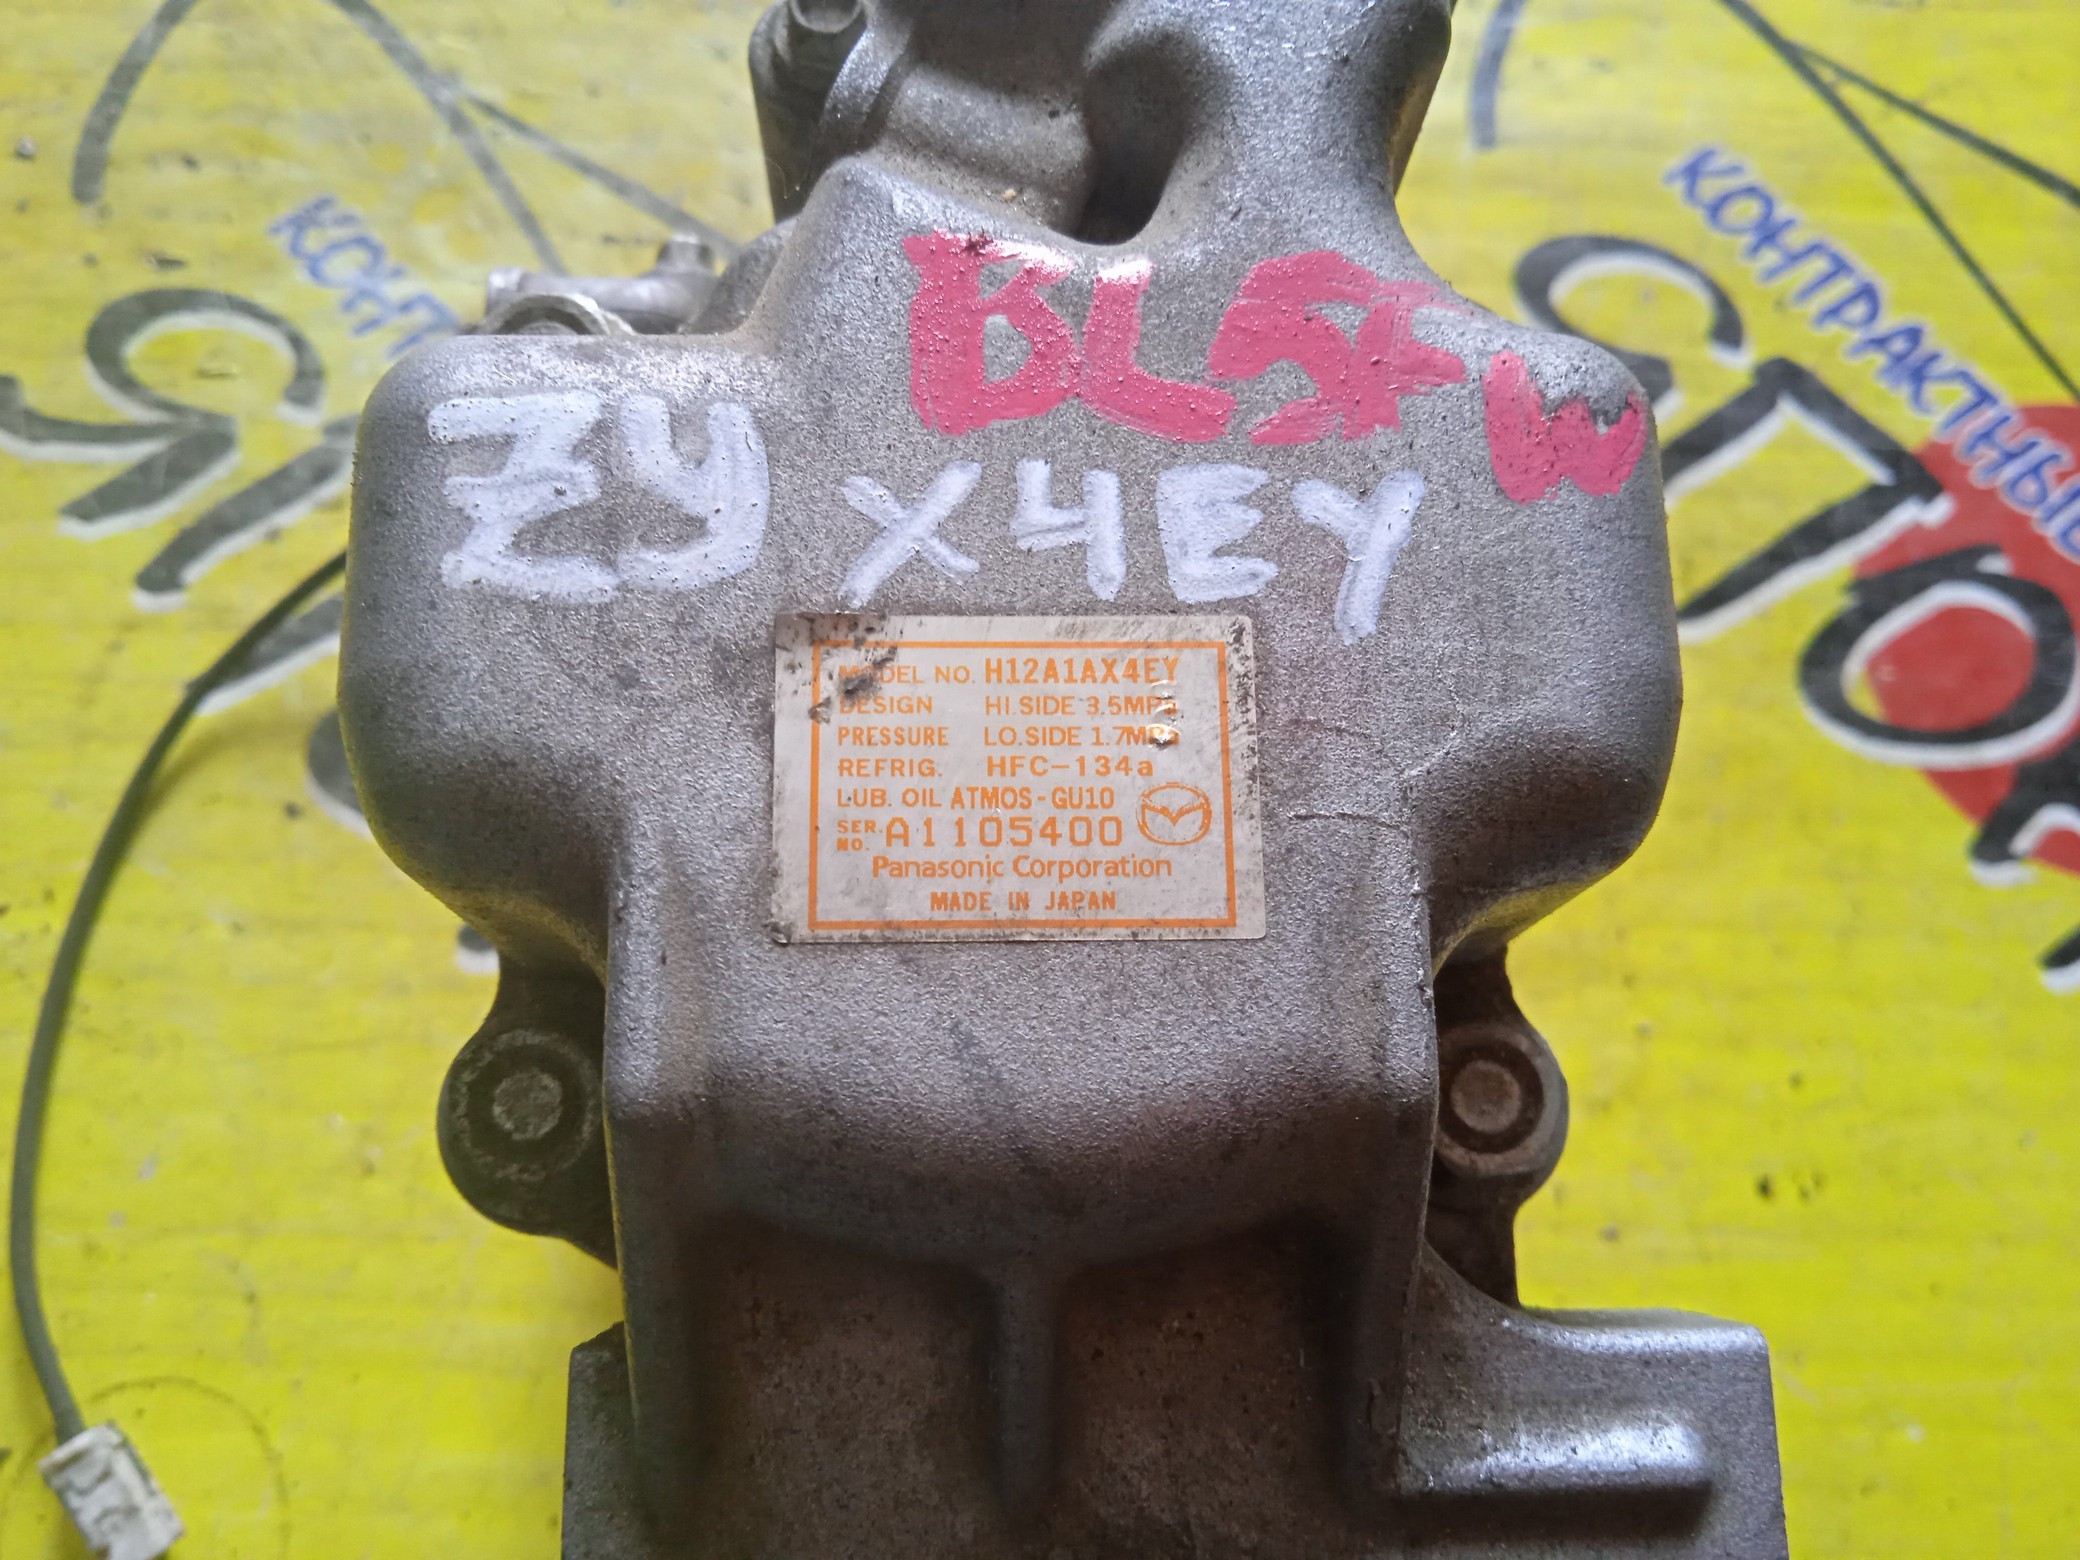 BL5FW
ZY X4EY
MODEL NO. H12A1AX4EY
DESIGN HI.SIDE 3.5MPa
PRESSURE LO.SIDE 1.7MPa
REFRIG. HFC-134a
LUB. OIL ATMOS-GU10
SER. NO. A1105400
Panasonic Corporation
MADE IN JAPAN
КОНТ
КОНТРАКТНЫЕ